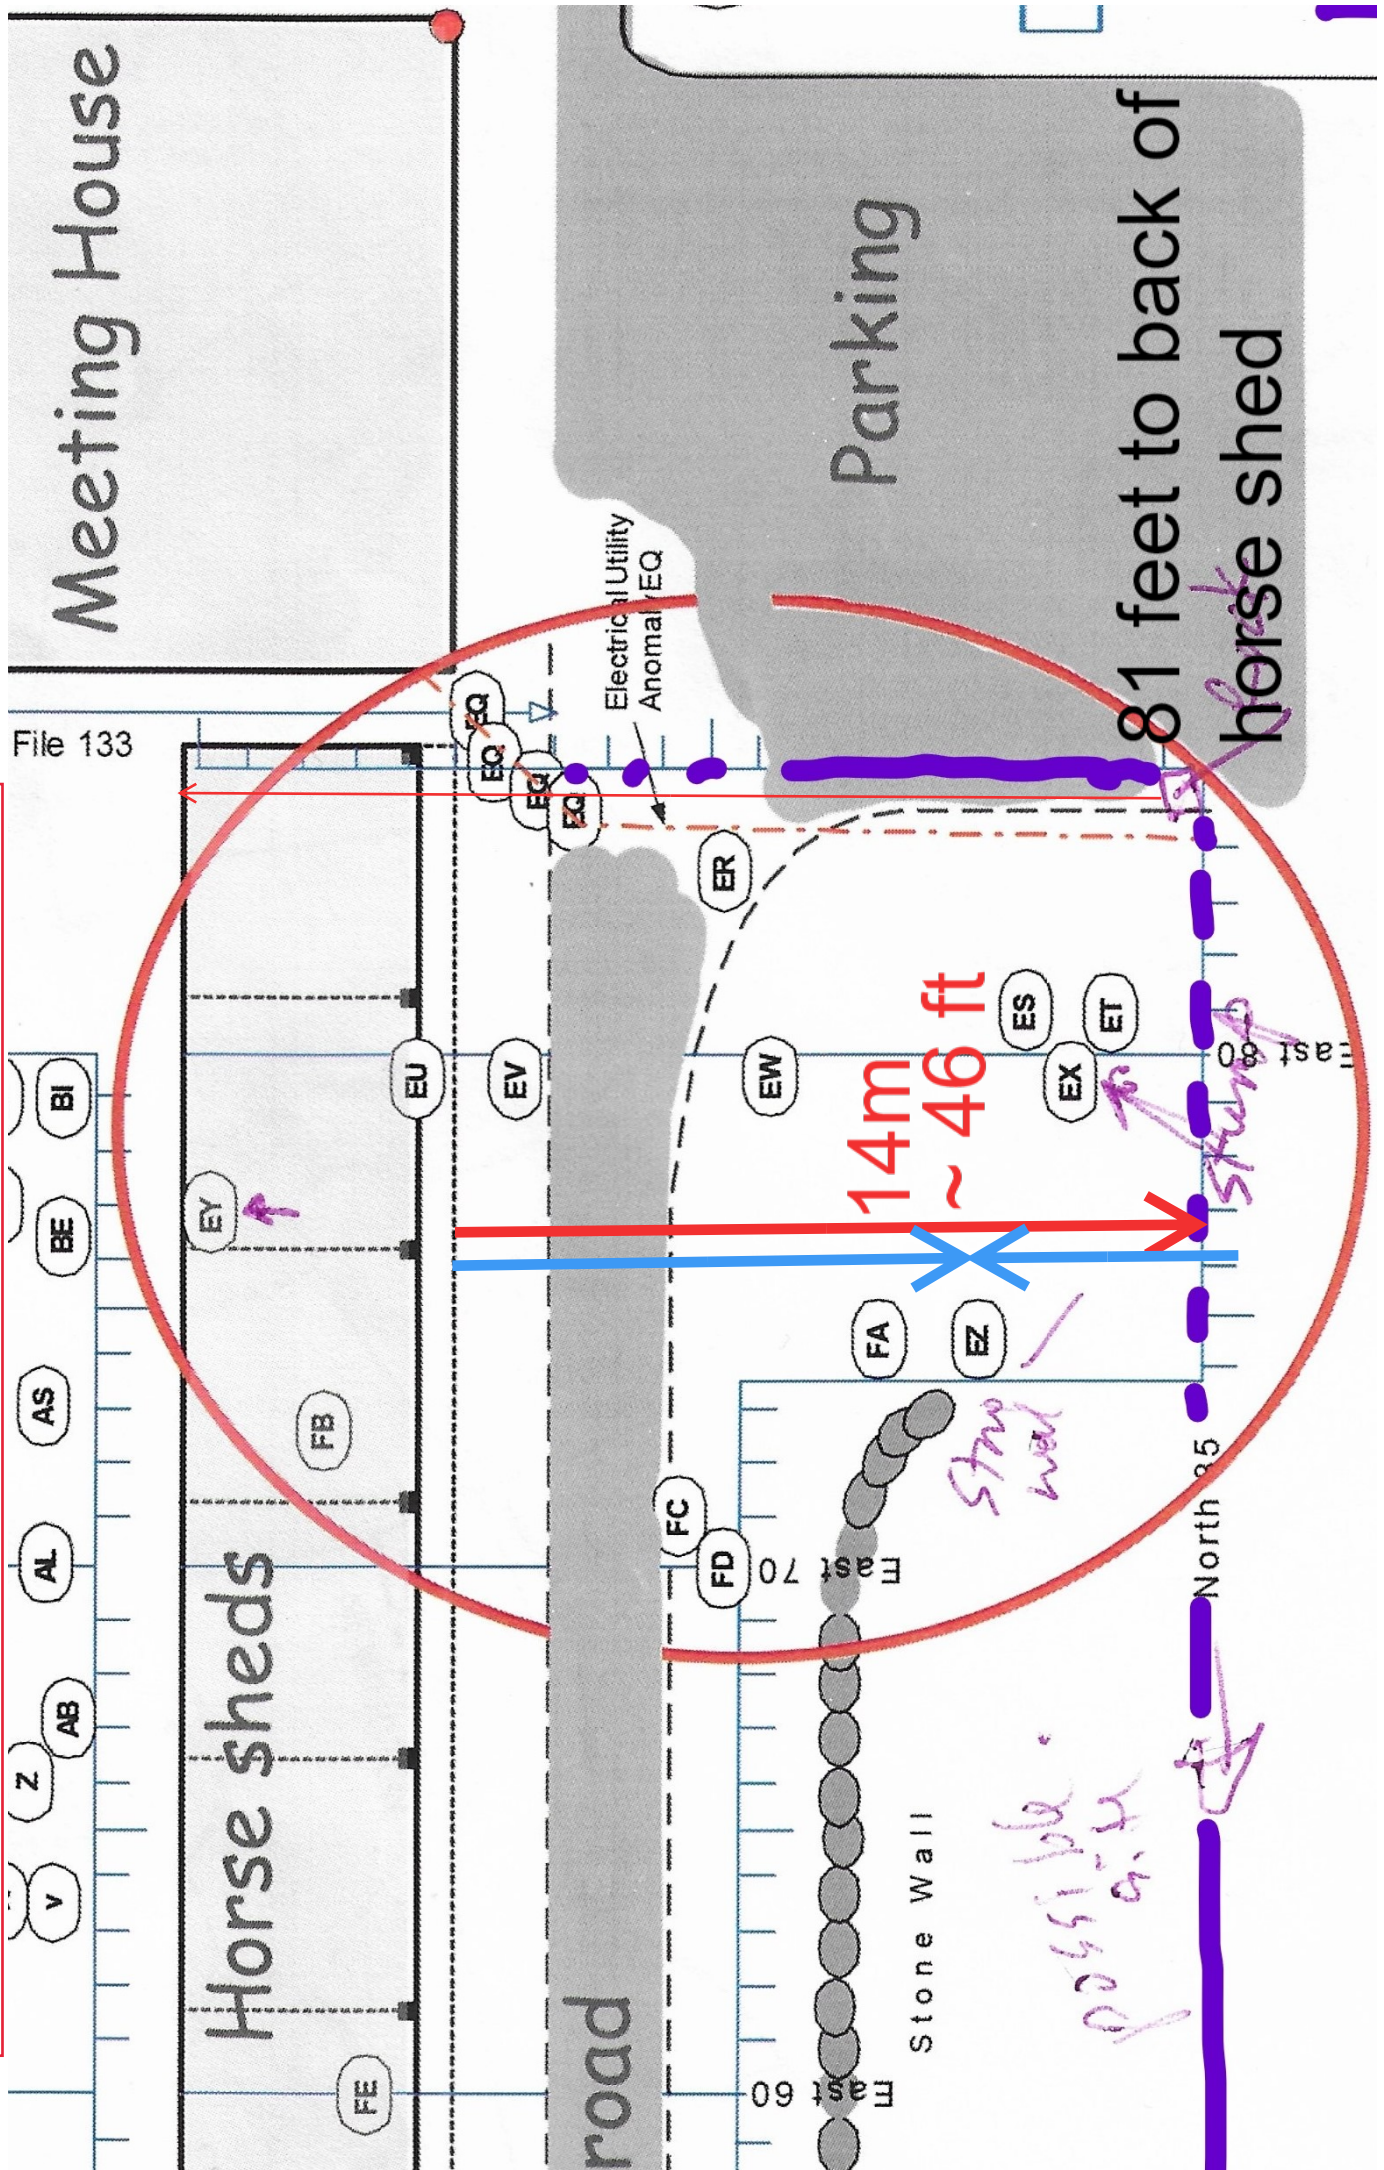 Meeting House
Parking
81 feet to back of
horse shed
File 133
Electrical Utility
Anomaly EQ
EQ
EQ
EQ
EQ
ER
ES
ET
EU
EV
EW
EX
East 80
BI
EY
BE
14m
~ 46 ft
stump
FA
EZ
AS
FB
North 85
FC
AL
FD
East 70
AB
Horse sheds
Z
V
Stone Wall
possible
FE
East 60
road